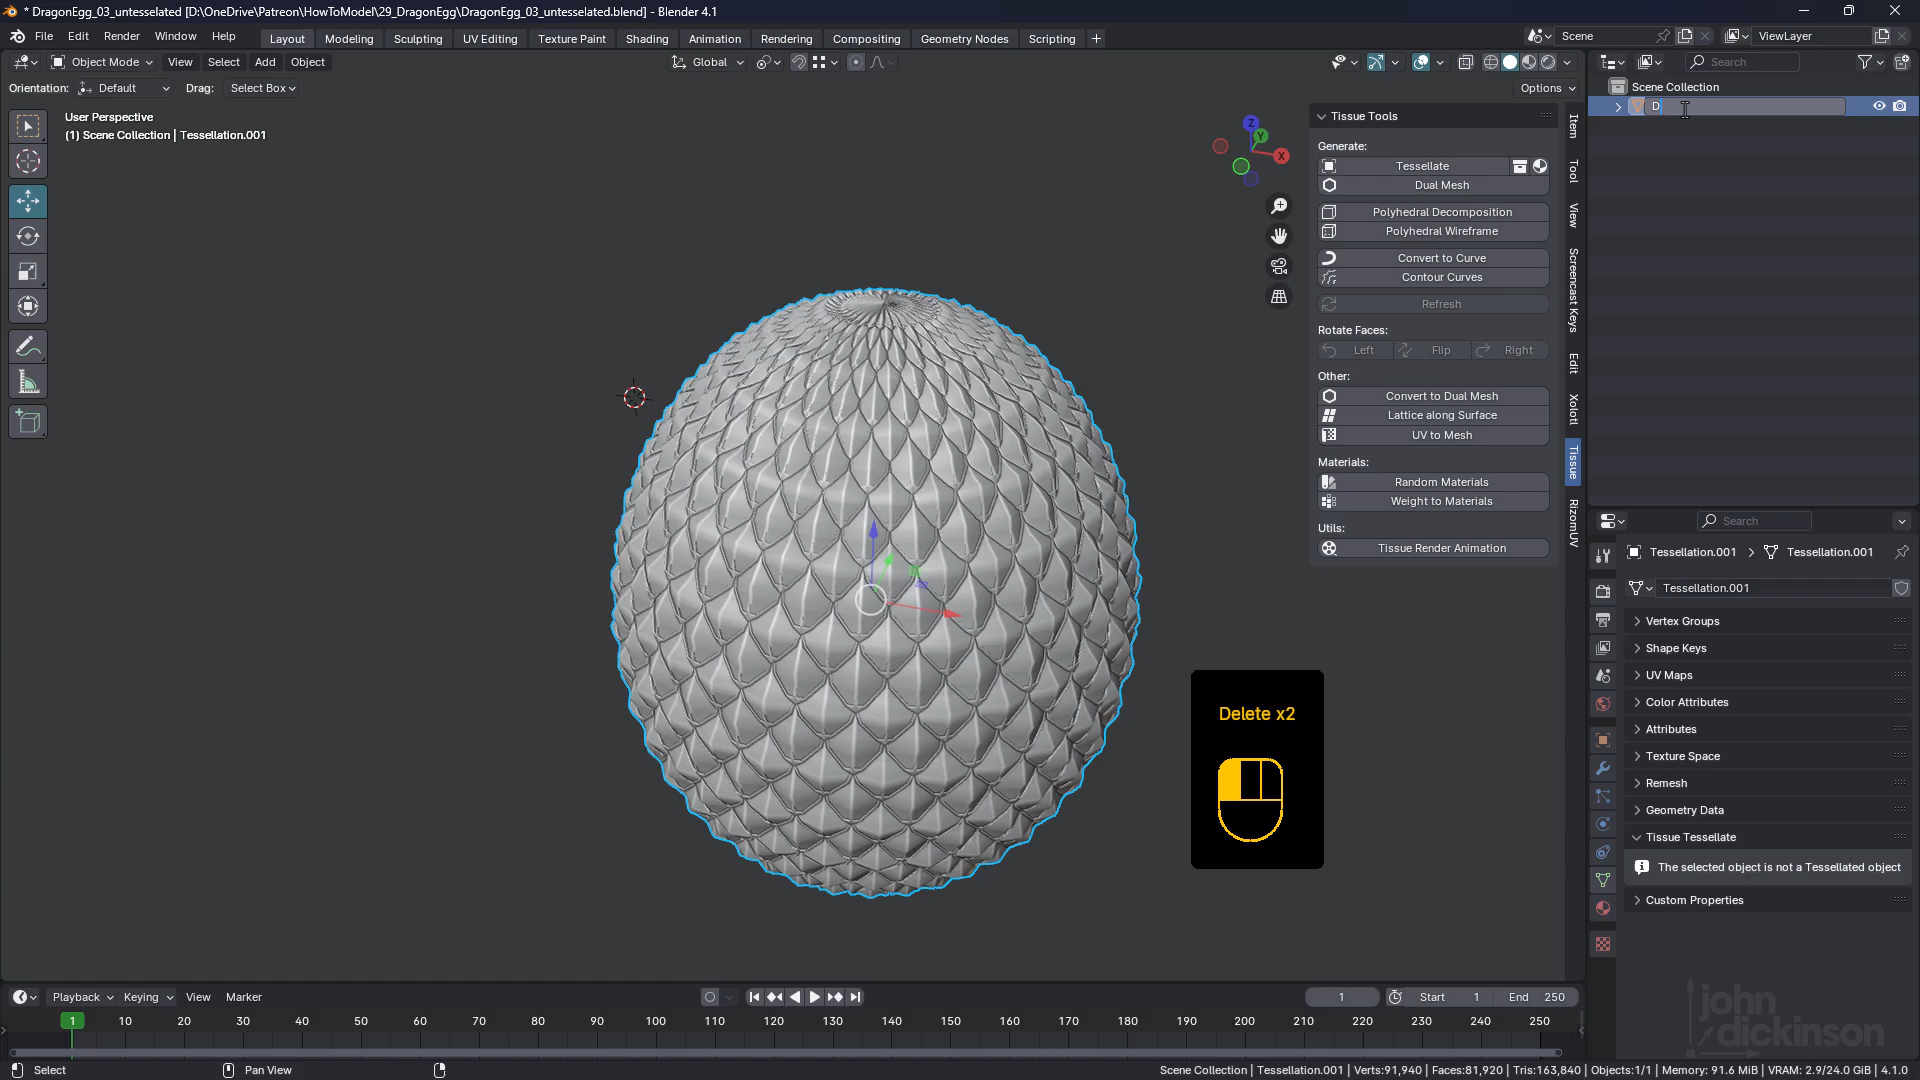 * DragonEgg_03_untesselated [D:\OneDrive\Patreon\HowToModel\29_DragonEgg\DragonEgg_03_untesselated.blend] - Blender 4.1
File Edit Render Window Help Layout Modeling Sculpting UV Editing Texture Paint Shading Animation Rendering Compositing Geometry Nodes Scripting + Scene ViewLayer
Object Mode View Select Add Object Global Search
Orientation: Default Drag: Select Box Options
Scene Collection
D
User Perspective
(1) Scene Collection | Tessellation.001
Z
Y
X
Tissue Tools
Generate:
Tessellate
Dual Mesh
Polyhedral Decomposition
Polyhedral Wireframe
Convert to Curve
Contour Curves
Refresh
Rotate Faces:
Left Flip Right
Other:
Convert to Dual Mesh
Lattice along Surface
UV to Mesh
Materials:
Random Materials
Weight to Materials
Utils:
Tissue Render Animation
Item
Tool
View
Screencast Keys
Edit
Xolotl
Tissue
RizomUV
Search
Tessellation.001 > Tessellation.001
Tessellation.001
Vertex Groups
Shape Keys
UV Maps
Color Attributes
Attributes
Texture Space
Remesh
Geometry Data
Tissue Tessellate
The selected object is not a Tessellated object
Custom Properties
Delete x2
Playback Keying View Marker 1 Start 1 End 250
1 10 20 30 40 50 60 70 80 90 100 110 120 130 140 150 160 170 180 190 200 210 220 230 240 250
john
dickinson
Select Pan View Scene Collection | Tessellation.001 | Verts:91,940 | Faces:81,920 | Tris:163,840 | Objects:1/1 | Memory: 91.6 MiB | VRAM: 2.9/24.0 GiB | 4.1.0